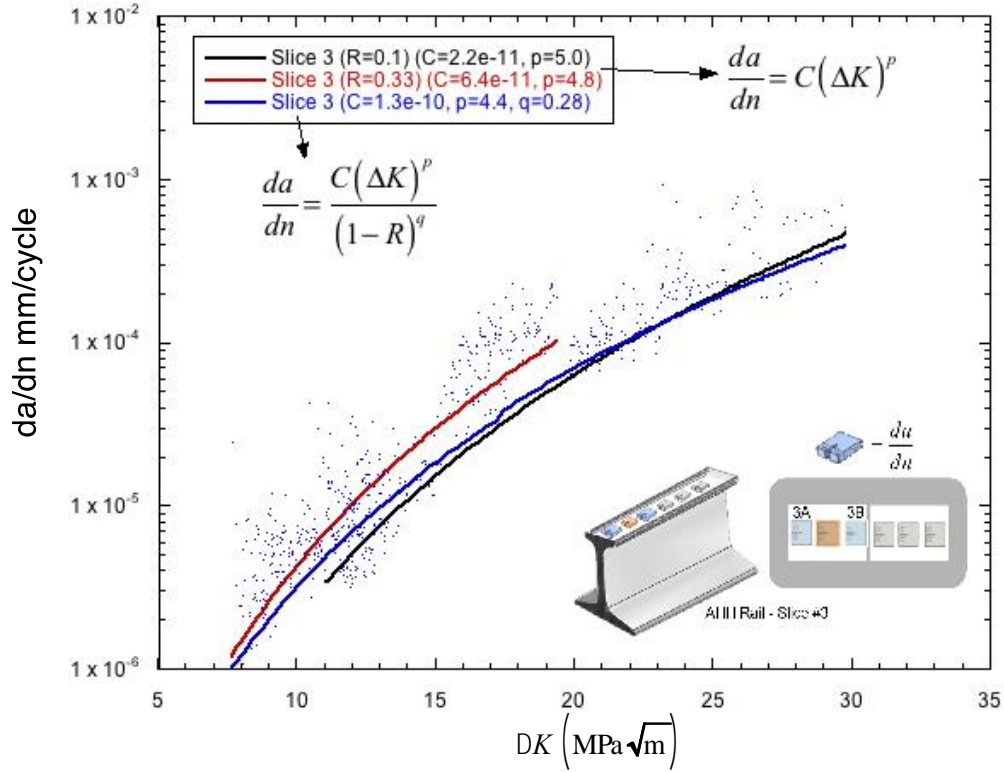 1 x 10-2
1 x 10-3
1 x 10-4
1 x 10-5
1 x 10-6
da/dn mm/cycle
Slice 3 (R=0.1) (C=2.2e-11, p=5.0)
Slice 3 (R=0.33) (C=6.4e-11, p=4.8)
Slice 3 (C=1.3e-10, p=4.4, q=0.28)
da/dn = C(ΔK)^p
da/dn = C(ΔK)^p/(1−R)^q
da/dn
3A 3B
Rail - Slice #3
5 10 15 20 25 30 35
DK (MPa√m)